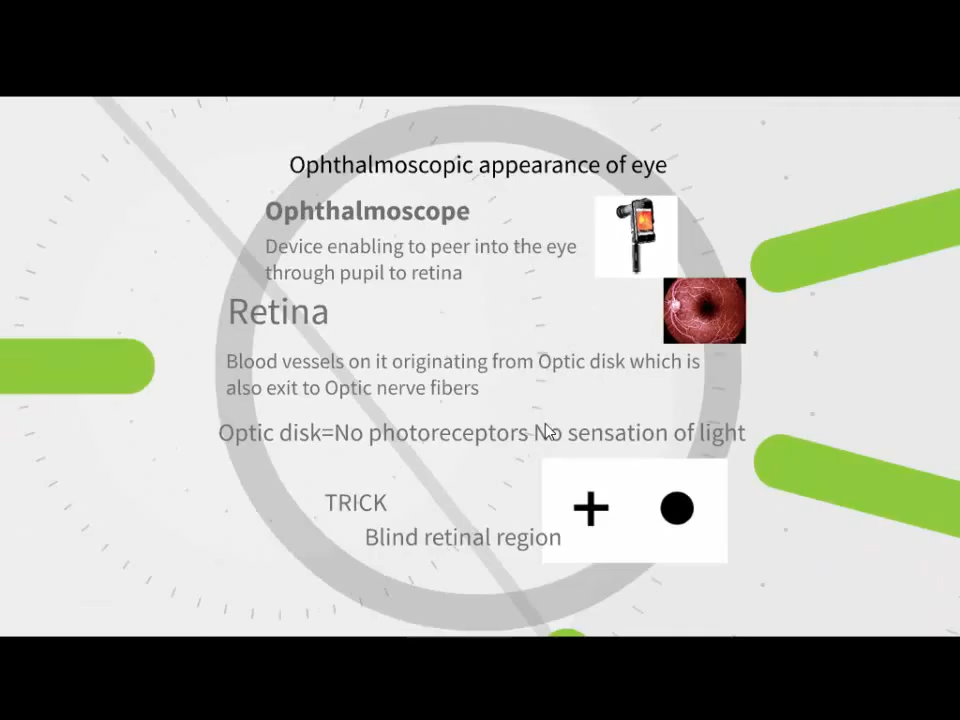 Ophthalmoscopic appearance of eye
Ophthalmoscope
Device enabling to peer into the eye
through pupil to retina
Retina
Blood vessels on it originating from Optic disk which is
also exit to Optic nerve fibers
Optic disk=No photoreceptors No sensation of light
TRICK
Blind retinal region